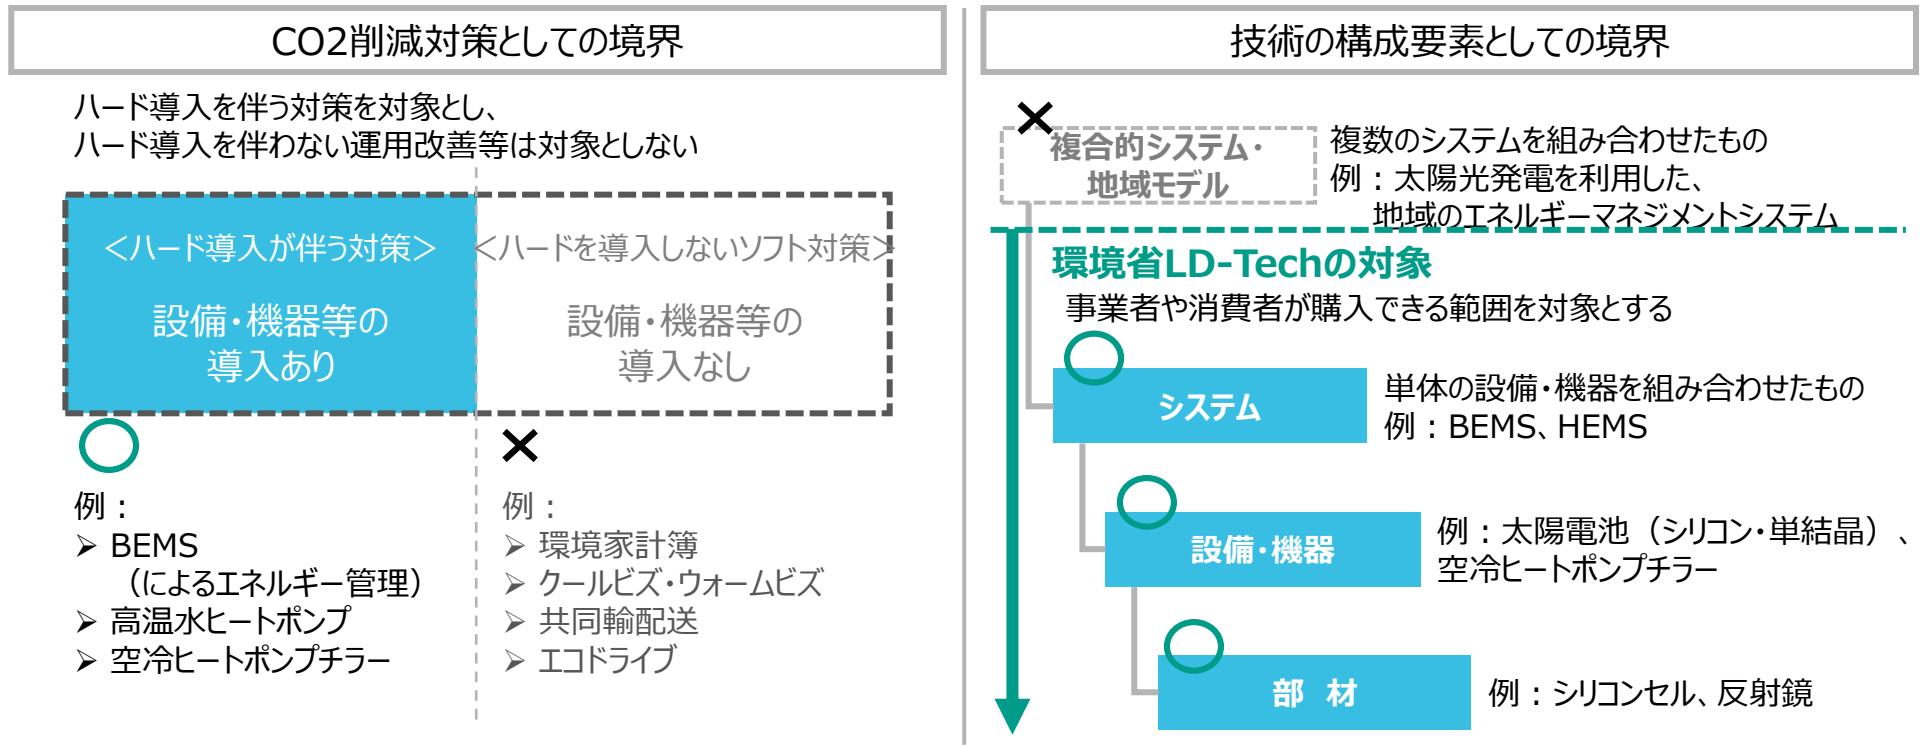 CO2削減対策としての境界
ハード導入を伴う対策を対象とし、
ハード導入を伴わない運用改善等は対象としない
＜ハード導入が伴う対策＞
設備・機器等の
導入あり
＜ハードを導入しないソフト対策＞
設備・機器等の
導入なし
例：
➢ BEMS
（によるエネルギー管理）
➢ 高温水ヒートポンプ
➢ 空冷ヒートポンプチラー
例：
➢ 環境家計簿
➢ クールビズ・ウォームビズ
➢ 共同輸配送
➢ エコドライブ
技術の構成要素としての境界
複合的システム・
地域モデル
複数のシステムを組み合わせたもの
例：太陽光発電を利用した、
地域のエネルギーマネジメントシステム
環境省LD-Techの対象
事業者や消費者が購入できる範囲を対象とする
システム
単体の設備・機器を組み合わせたもの
例：BEMS、HEMS
設備・機器
例：太陽電池（シリコン・単結晶）、
空冷ヒートポンプチラー
部 材
例：シリコンセル、反射鏡